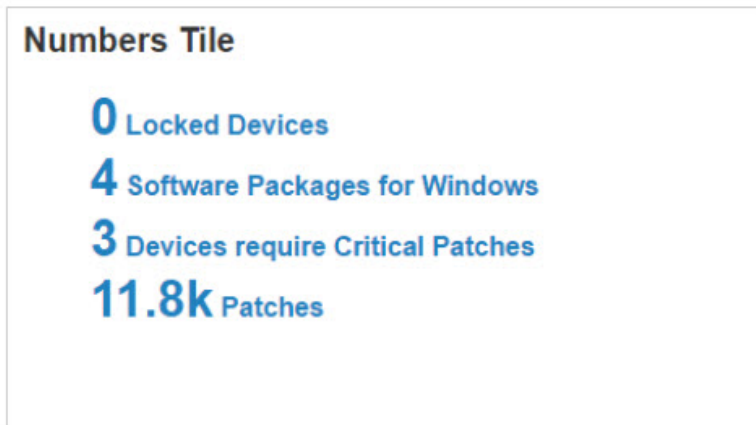 Numbers Tile
0 Locked Devices
4 Software Packages for Windows
3 Devices require Critical Patches
11.8k Patches